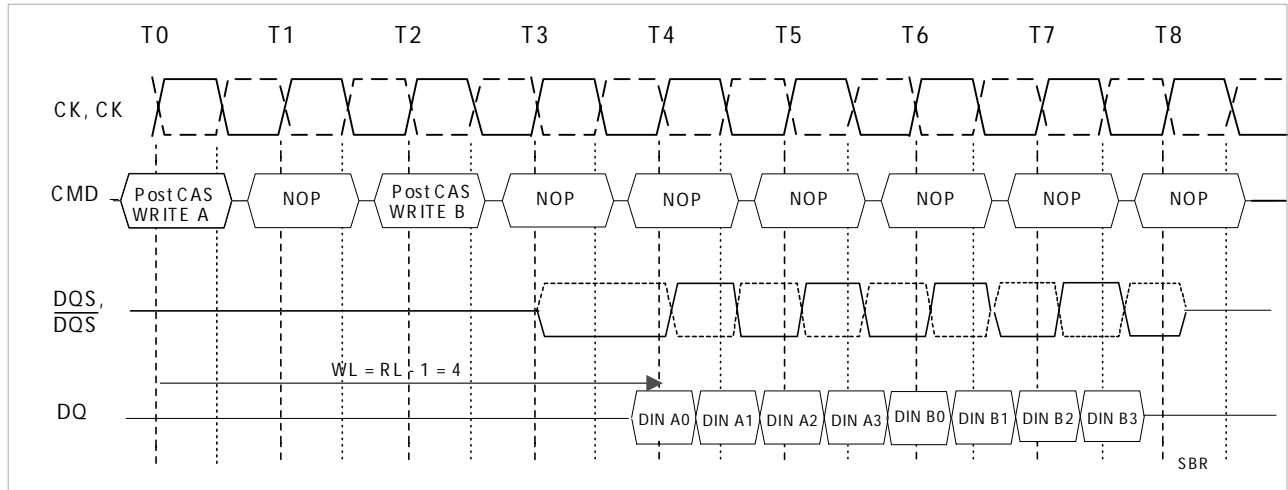 T0 T1 T2 T3 T4 T5 T6 T7 T8
CK, CK
CMD
Post CAS
WRITE A
NOP
Post CAS
WRITE B
NOP
NOP
NOP
NOP
NOP
NOP
DQS,
DQS
WL = RL - 1 = 4
DQ
DIN A0 DIN A1 DIN A2 DIN A3 DIN B0 DIN B1 DIN B2 DIN B3
SBR